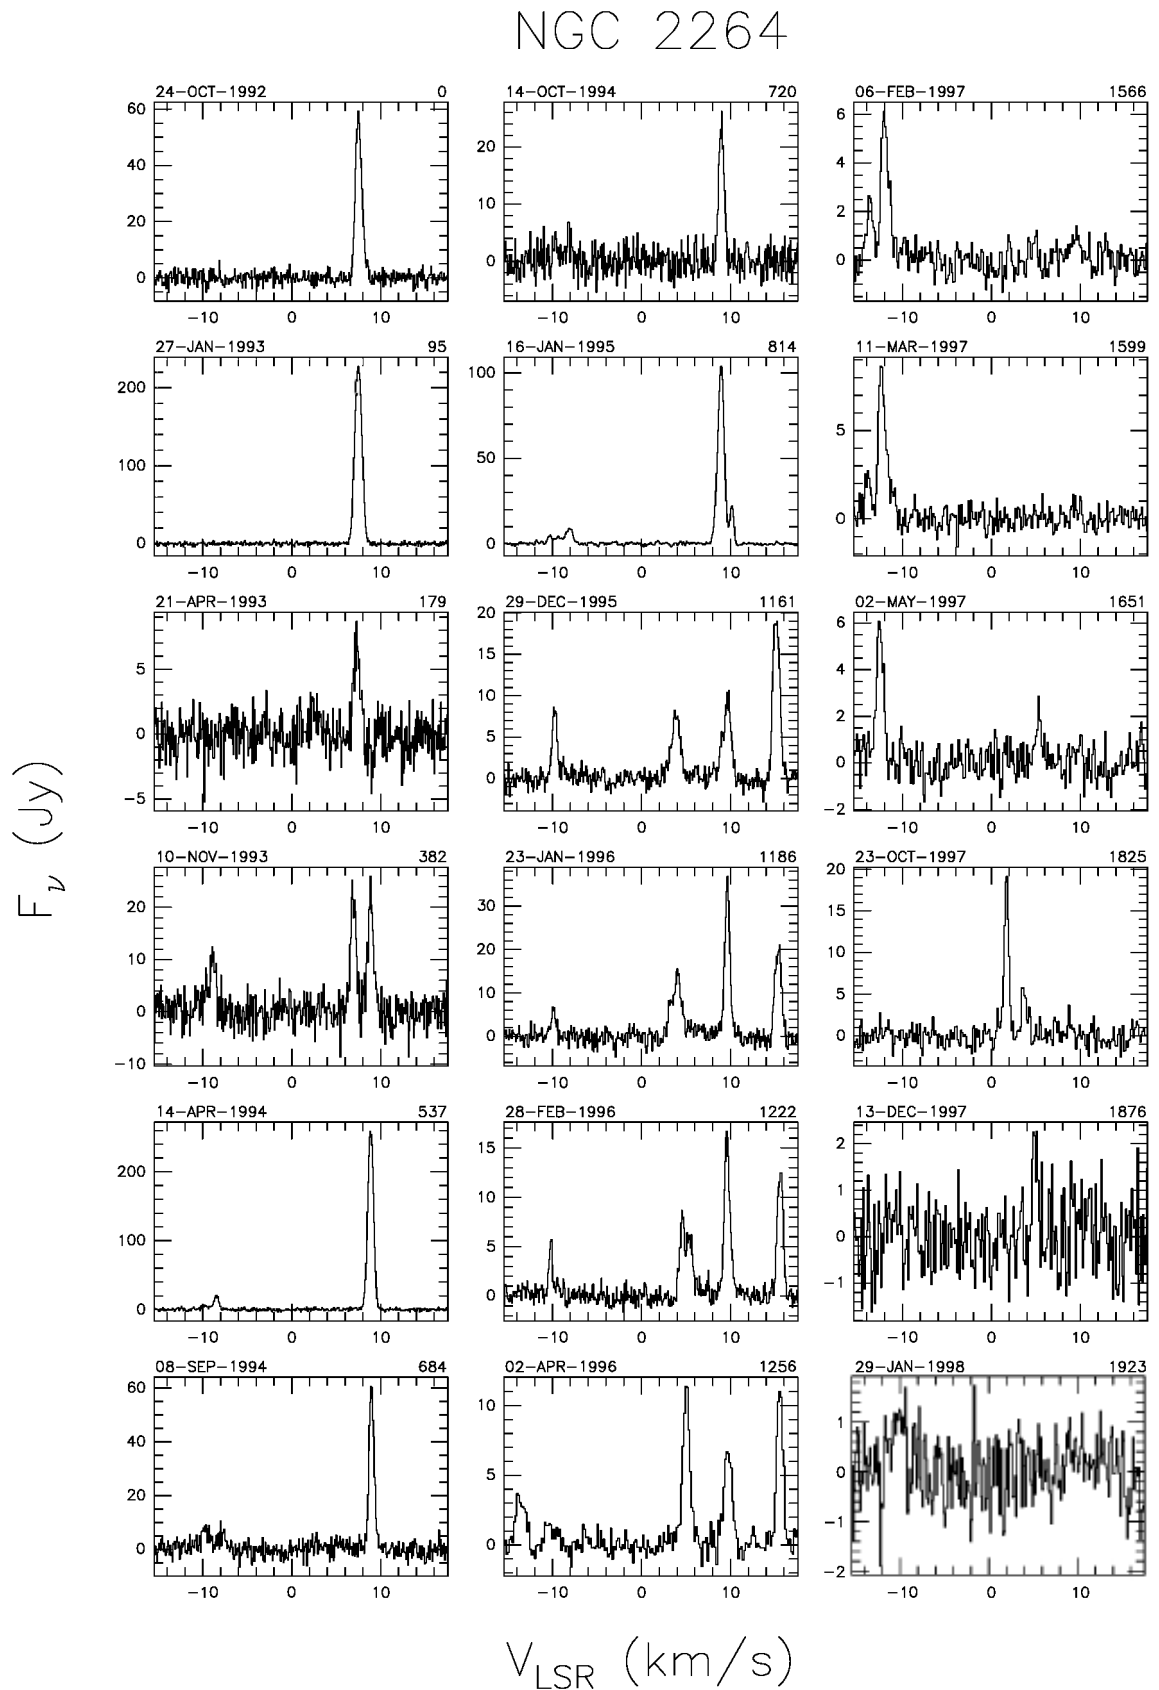 NGC 2264
24-OCT-1992 0
60
40
20
0
-10 0 10
14-OCT-1994 720
20
10
0
-10 0 10
06-FEB-1997 1566
6
4
2
0
-10 0 10
27-JAN-1993 95
200
100
0
-10 0 10
16-JAN-1995 814
100
50
0
-10 0 10
11-MAR-1997 1599
5
0
-10 0 10
21-APR-1993 179
5
0
-5
-10 0 10
29-DEC-1995 1161
20
15
10
5
0
-10 0 10
02-MAY-1997 1651
6
4
2
0
-2
-10 0 10
10-NOV-1993 382
20
10
0
-10
-10 0 10
23-JAN-1996 1186
30
20
10
0
-10 0 10
23-OCT-1997 1825
20
15
10
5
0
-10 0 10
14-APR-1994 537
200
100
0
-10 0 10
28-FEB-1996 1222
15
10
5
0
-10 0 10
13-DEC-1997 1876
2
1
0
-1
-10 0 10
08-SEP-1994 684
60
40
20
0
-10 0 10
02-APR-1996 1256
10
5
0
-10 0 10
29-JAN-1998 1923
1
0
-1
-2
-10 0 10
F_ν (Jy)
V_LSR (km/s)